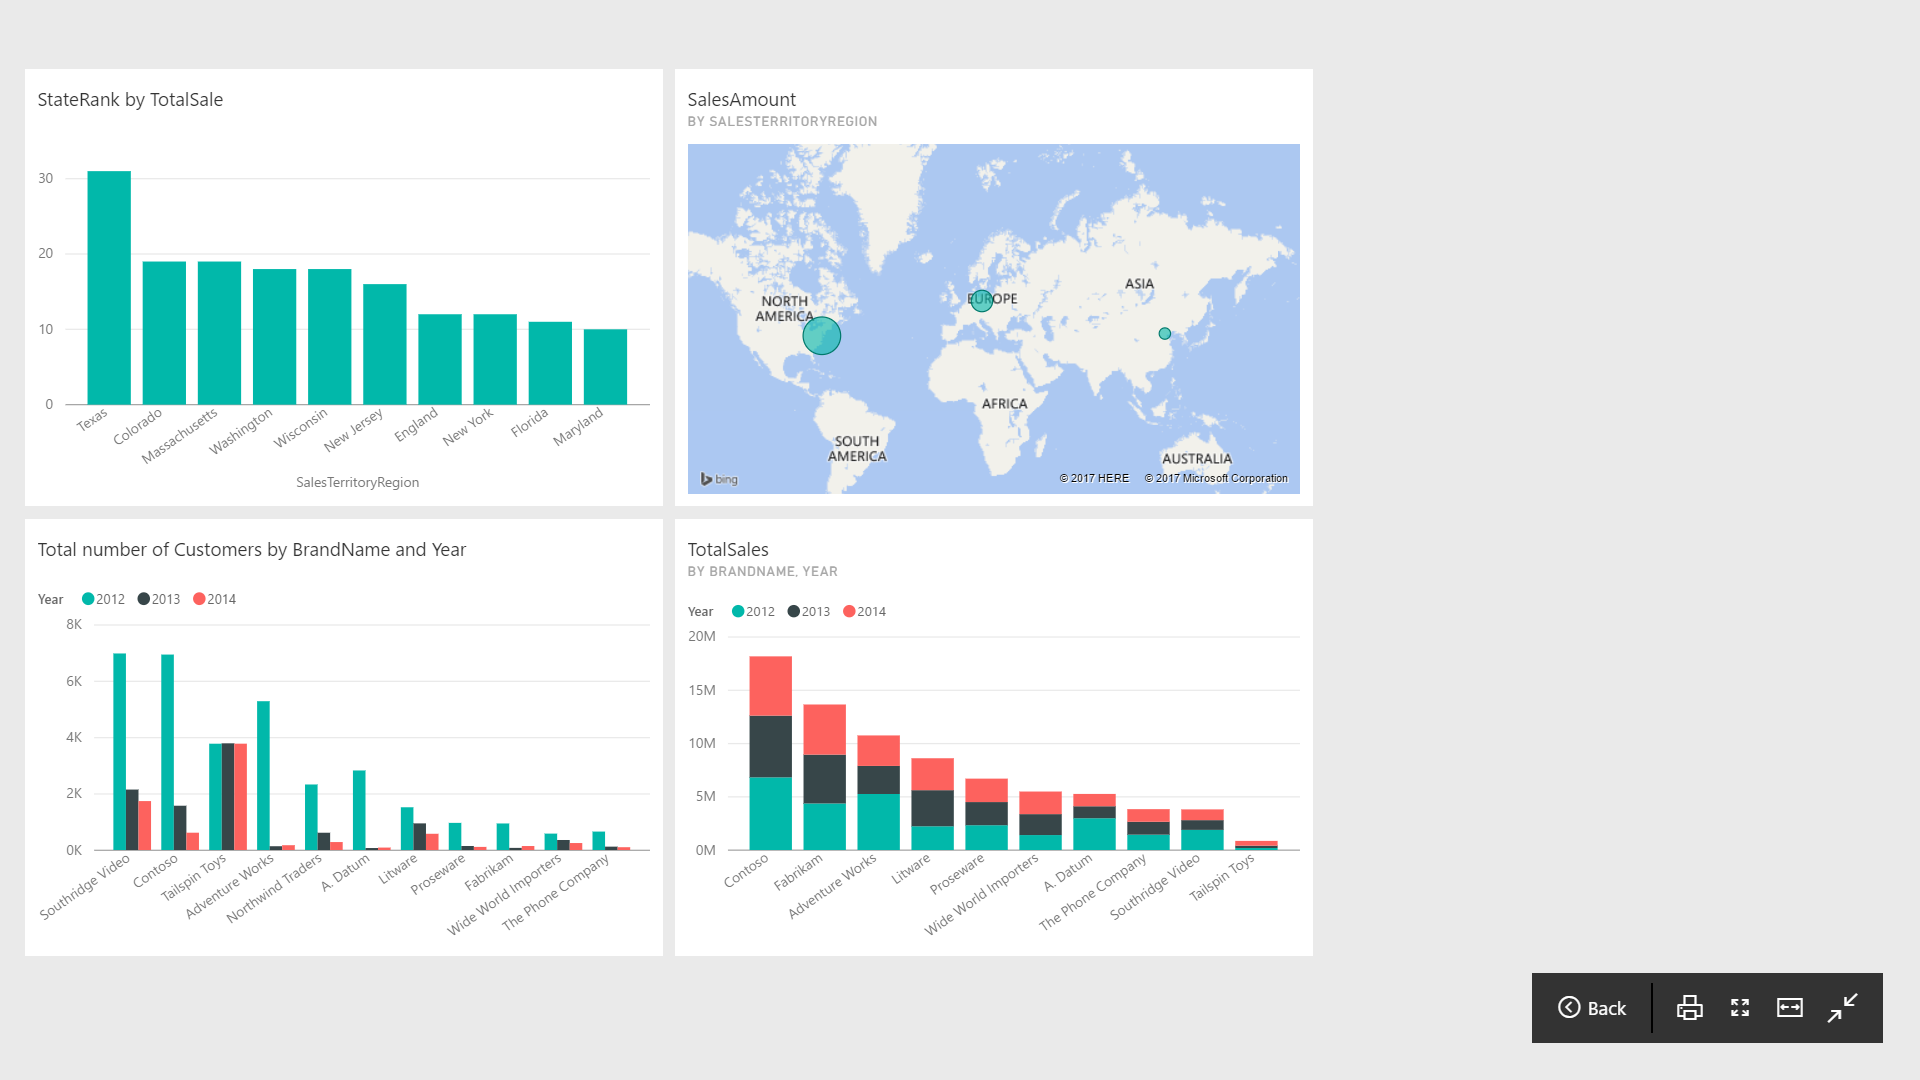 StateRank by TotalSale
30
20
10
0
Texas
Colorado
Massachusetts
Washington
Wisconsin
New Jersey
England
New York
Florida
Maryland
SalesTerritoryRegion
SalesAmount
BY SALESTERRITORYREGION
NORTH
AMERICA
EUROPE
ASIA
AFRICA
SOUTH
AMERICA
AUSTRALIA
bing
© 2017 HERE © 2017 Microsoft Corporation
Total number of Customers by BrandName and Year
Year 2012 2013 2014
8K
6K
4K
2K
0K
Southridge Video
Contoso
Tailspin Toys
Adventure Works
Northwind Traders
A. Datum
Litware
Proseware
Fabrikam
Wide World Importers
The Phone Company
TotalSales
BY BRANDNAME, YEAR
Year 2012 2013 2014
20M
15M
10M
5M
0M
Contoso
Fabrikam
Adventure Works
Litware
Proseware
Wide World Importers
A. Datum
The Phone Company
Southridge Video
Tailspin Toys
Back